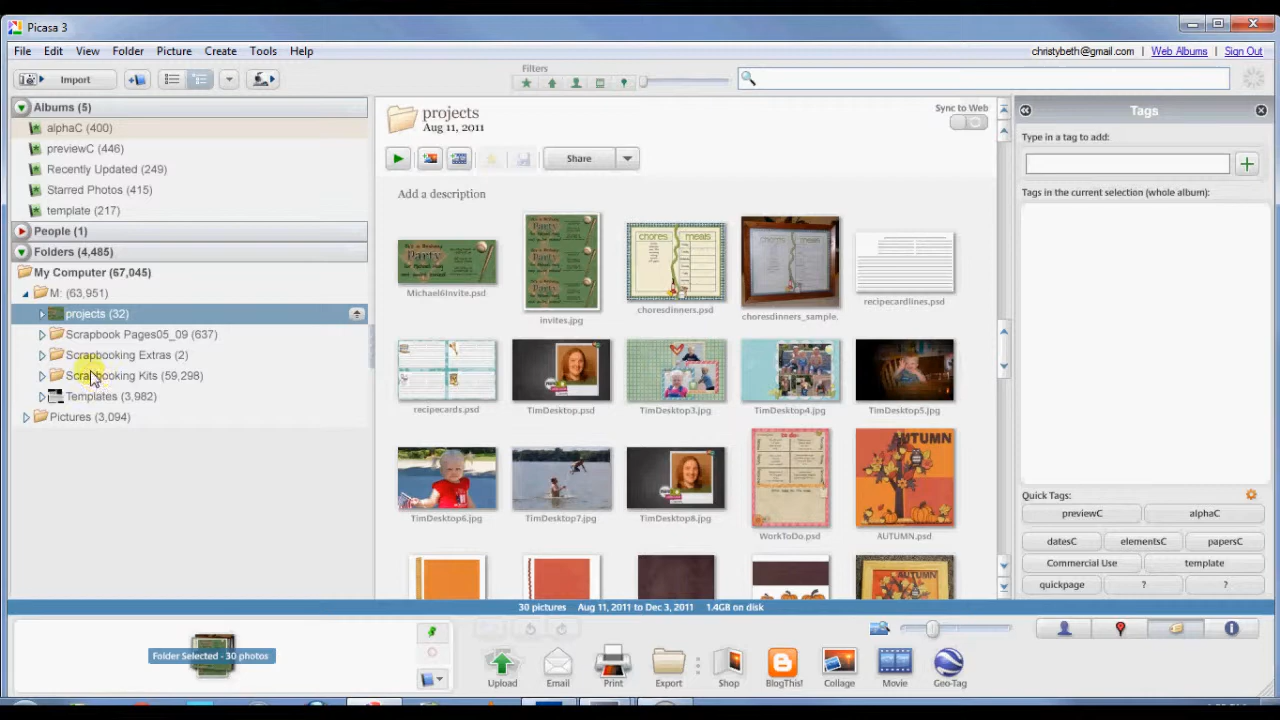 Picasa 3
File Edit View Folder Picture Create Tools Help
christybeth@gmail.com | Web Albums | Sign Out
Import
Filters
Albums (5)
alphaC (400)
previewC (446)
Recently Updated (249)
Starred Photos (415)
template (217)
People (1)
Folders (4,485)
My Computer (67,045)
M: (63,951)
projects (32)
Scrapbook Pages05_09 (637)
Scrapbooking Extras (2)
Scrapbooking Kits (59,298)
Templates (3,982)
Pictures (3,094)
projects
Aug 11, 2011
Sync to Web
Share
Add a description
Party
Party
chores meals
chores meals
Michael6Invite.psd
invites.jpg
choresdinners.psd
choresdinners_sample.
recipecardlines.psd
recipecards.psd
TimDesktop.psd
TimDesktop3.jpg
TimDesktop4.jpg
TimDesktop5.jpg
to do:
AUTUMN
TimDesktop6.jpg
TimDesktop7.jpg
TimDesktop8.jpg
WorkToDo.psd
AUTUMN.psd
Tags
Type in a tag to add:
Tags in the current selection (whole album):
Quick Tags:
previewC alphaC
datesC elementsC papersC
Commercial Use template
quickpage ? ?
30 pictures Aug 11, 2011 to Dec 3, 2011 1.4GB on disk
Folder Selected - 30 photos
Upload Email Print Export Shop BlogThis! Collage Movie Geo-Tag